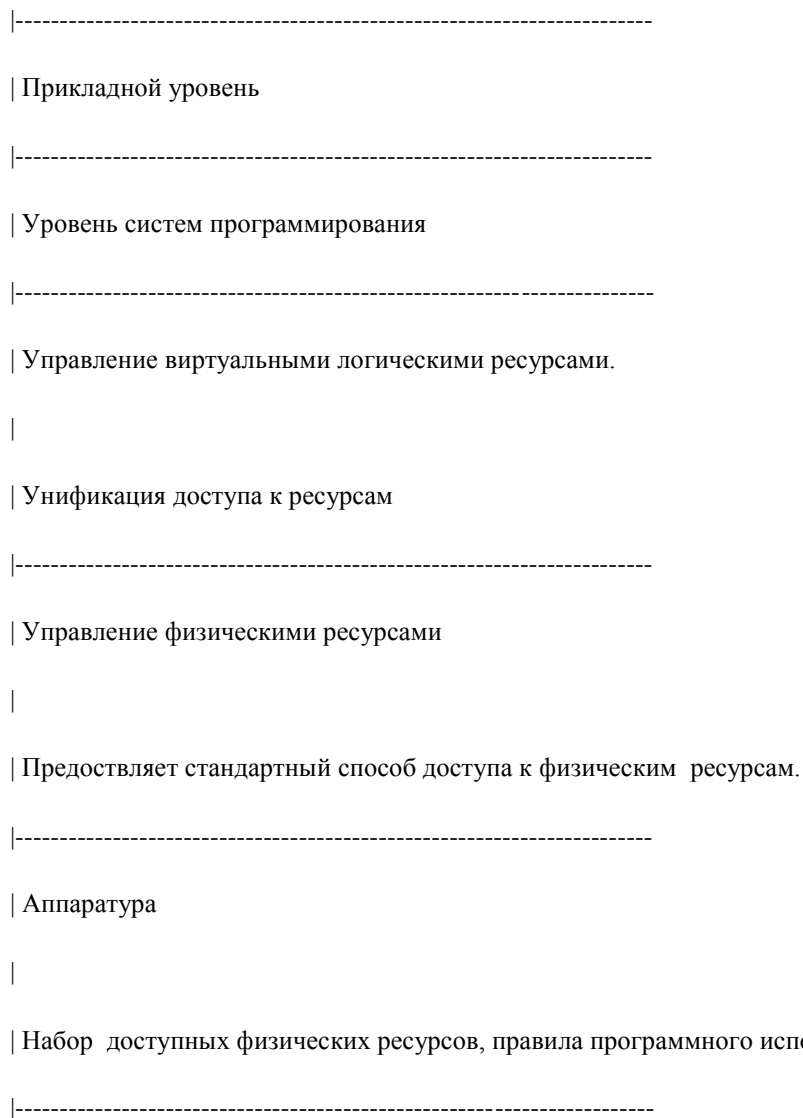 |------------------------------------------------------------------------
| Прикладной уровень
|------------------------------------------------------------------------
| Уровень систем программирования
|------------------------------------------------------------------------
| Управление виртуальными логическими ресурсами.
|
| Унификация доступа к ресурсам
|------------------------------------------------------------------------
| Управление физическими ресурсами
|
| Предоствляет стандартный способ доступа к физическим ресурсам.
|------------------------------------------------------------------------
| Аппаратура
|
| Набор доступных физических ресурсов, правила программного
|------------------------------------------------------------------------